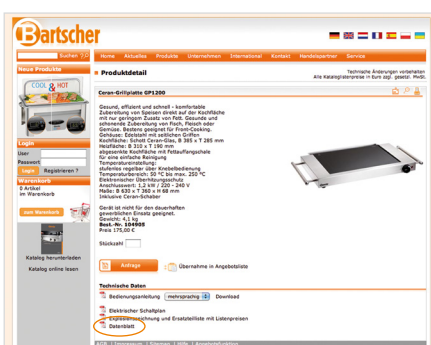 Bartscher
Suchen
Home Aktuelles Produkte Unternehmen International Kontakt Handelspartner Service
Neue Produkte
COOL & HOT
Produktdetail
Technische Änderungen vorbehalten
Alle Kataloglistenpreise in Euro zzgl. gesetzl. MwSt.
Ceran-Grillplatte GP1200
Gesund, effizient und schnell - komfortable
Zubereitung von Speisen direkt auf der Kochfläche
mit nur geringem Zusatz von Fett. Gesunde und
schonende Zubereitung von Fisch, Fleisch oder
Gemüse. Bestens geeignet für Front-Cooking.
Gehäuse: Edelstahl mit seitlichen Griffen
Kochfläche: Schott Ceran-Glas, B 385 x T 285 mm
Heizfläche: B 310 x T 190 mm
abgesenkte Kochfläche mit Fettauffangschale
für eine einfache Reinigung
Temperatureinstellung:
stufenlos regelbar über Knebelbedienung
Temperaturbereich: 50 °C bis max. 250 °C
Elektronischer Überhitzungsschutz
Anschlusswert: 1,2 kW / 220 - 240 V
Maße: B 630 x T 360 x H 68 mm
Inklusive Ceran-Schaber
Gerät ist nicht für den dauerhaften
gewerblichen Einsatz geeignet.
Gewicht: 4,1 kg
Best.-Nr. 104905
Preis 175,00 €
Stückzahl
Anfrage
Übernahme in Angebotsliste
Login
User
Passwort
Login Registrieren ?
Warenkorb
0 Artikel
im Warenkorb
zum Warenkorb
Katalog herunterladen
Katalog online lesen
Technische Daten
Bedienungsanleitung mehrsprachig Download
Elektrischer Schaltplan
Explosionszeichnung und Ersatzteilliste mit Listenpreisen
Datenblatt
AGB | Impressum | Sitemap | Hilfe | Angebotsfunktion